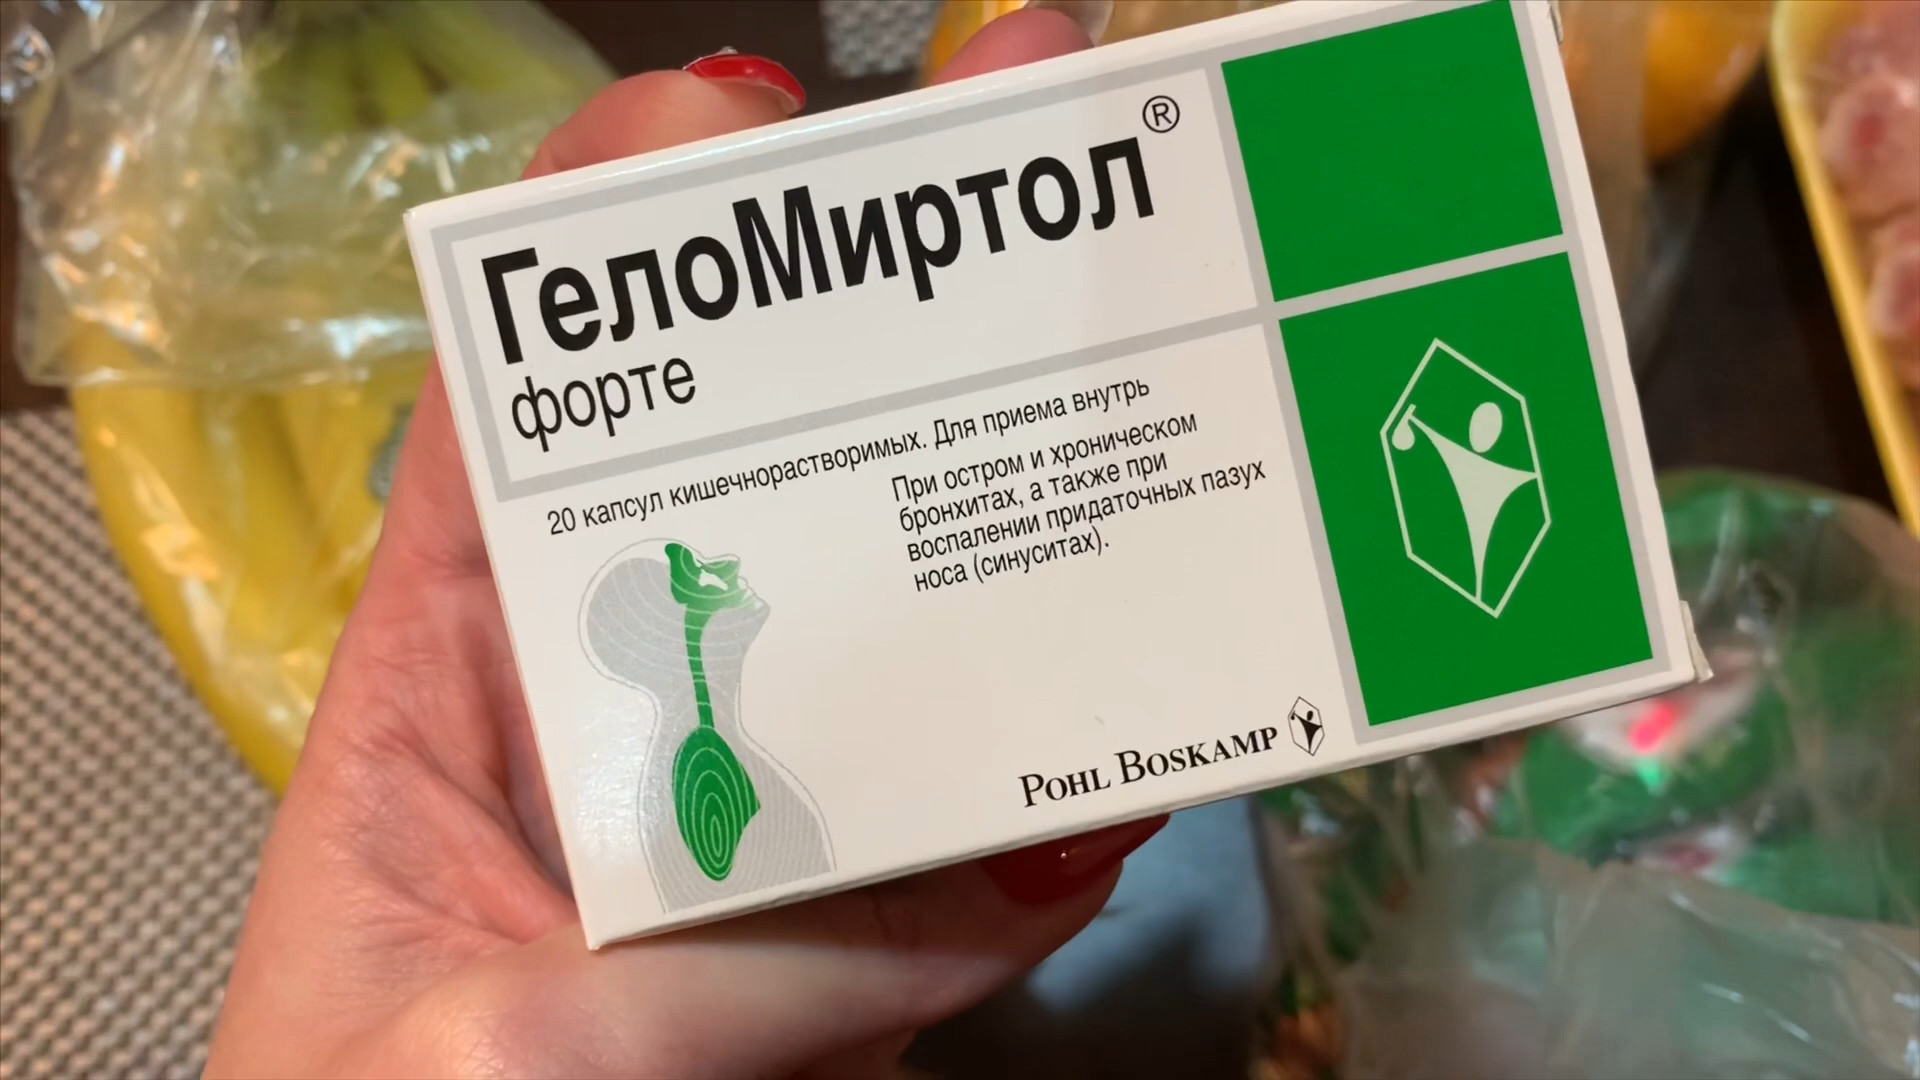 ГелоМиртол®
форте
20 капсул кишечнорастворимых. Для приема внутрь
При остром и хроническом
бронхитах, а также при
воспалении придаточных пазух
носа (синуситах).
POHL BOSKAMP